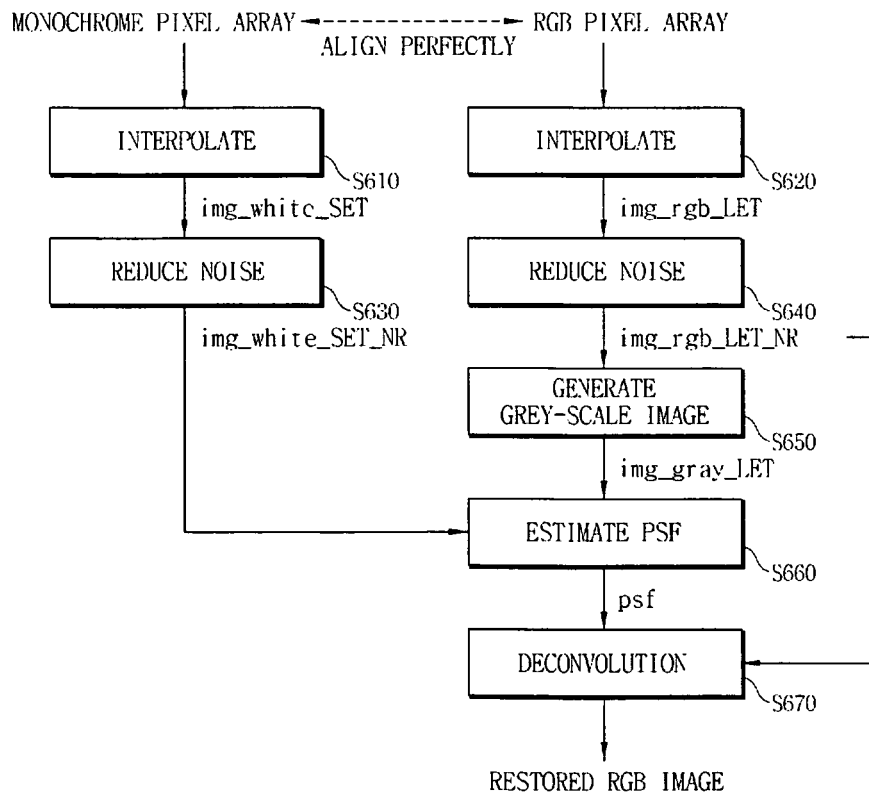 MONOCHROME PIXEL ARRAY
RGB PIXEL ARRAY
ALIGN PERFECTLY
INTERPOLATE
INTERPOLATE
S610
S620
img_white_SET
img_rgb_LET
REDUCE NOISE
REDUCE NOISE
S630
S640
img_white_SET_NR
img_rgb_LET_NR
GENERATE
GREY-SCALE IMAGE
S650
img_gray_LET
ESTIMATE PSF
S660
psf
DECONVOLUTION
S670
RESTORED RGB IMAGE